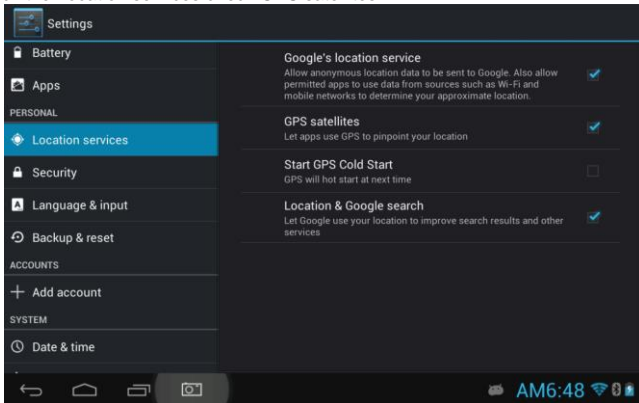 Settings
Battery
Apps
PERSONAL
Location services
Security
Language & input
Backup & reset
ACCOUNTS
Add account
SYSTEM
Date & time
Google's location service
Allow anonymous location data to be sent to Google. Also allow
permitted apps to use data from sources such as Wi-Fi and
mobile networks to determine your approximate location.
GPS satellites
Let apps use GPS to pinpoint your location
Start GPS Cold Start
GPS will hot start at next time
Location & Google search
Let Google use your location to improve search results and other
services
AM6:48